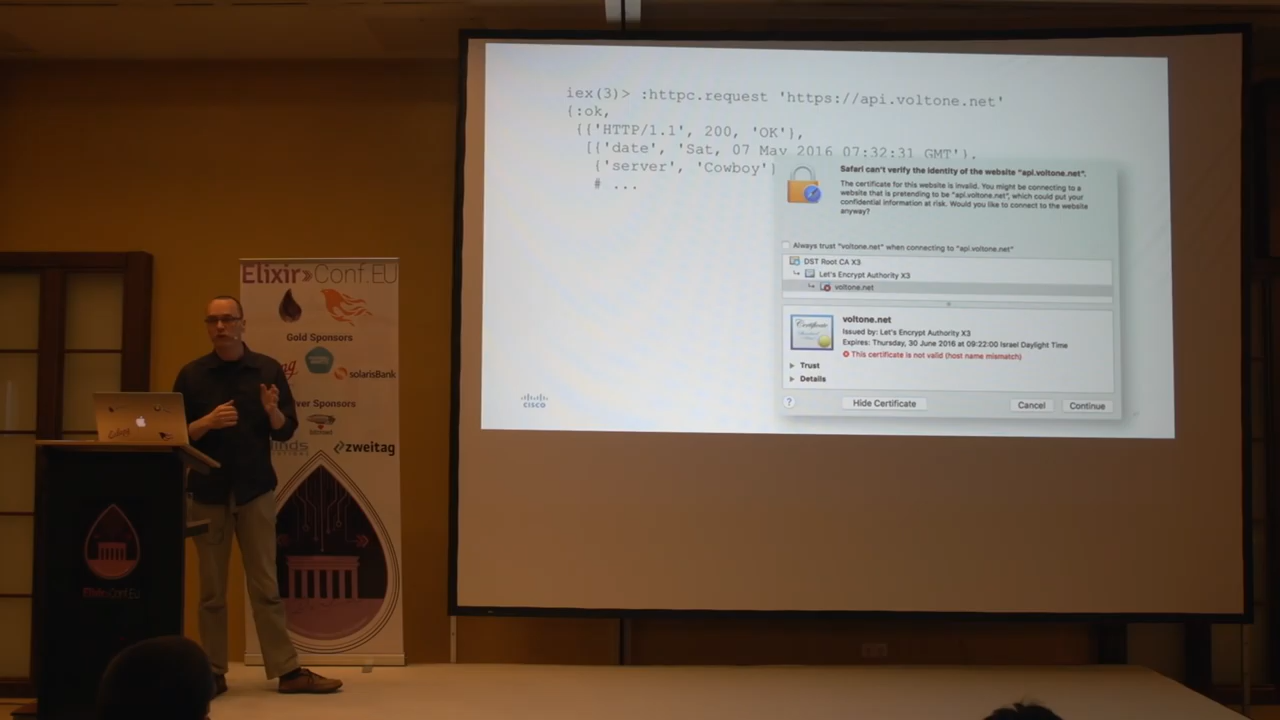 iex(3)> :httpc.request 'https://api.voltone.net'
{:ok,
{{'HTTP/1.1', 200, 'OK'},
[{'date', 'Sat, 07 May 2016 07:32:31 GMT'},
{'server', 'Cowboy'}
# ...
Safari can't verify the identity of the website "api.voltone.net".
The certificate for this website is invalid. You might be connecting to a
website that is pretending to be "api.voltone.net", which could put your
confidential information at risk. Would you like to connect to the website
anyway?
Always trust "voltone.net" when connecting to "api.voltone.net"
DST Root CA X3
Let's Encrypt Authority X3
voltone.net
Certificate
voltone.net
Issued by: Let's Encrypt Authority X3
Expires: Thursday, 30 June 2016 at 09:22:00 Israel Daylight Time
This certificate is not valid (host name mismatch)
Trust
Details
?
Hide Certificate
Cancel
Continue
CISCO
Elixir Conf.EU
Gold Sponsors
solarisBank
ver Sponsors
zweitag
ElixirConf.EU